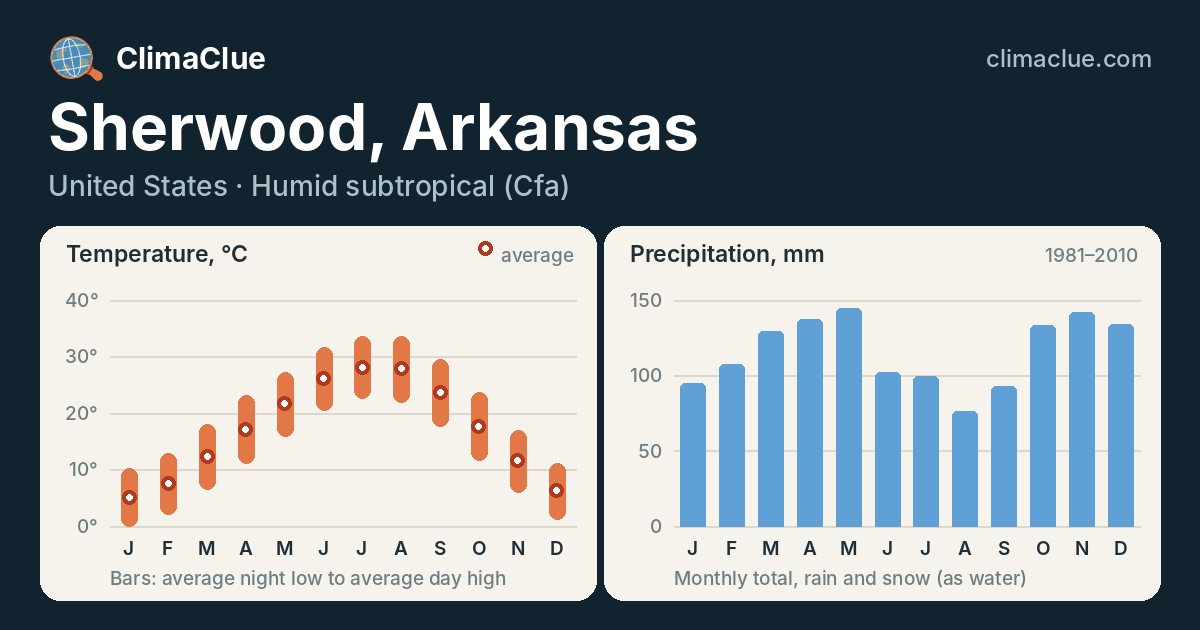 ClimaClue
climaclue.com
Sherwood, Arkansas
United States · Humid subtropical (Cfa)
Temperature, °C
average
40°
30°
20°
10°
0°
J F M A M J J A S O N D
Bars: average night low to average day high
Precipitation, mm
1981–2010
150
100
50
0
J F M A M J J A S O N D
Monthly total, rain and snow (as water)